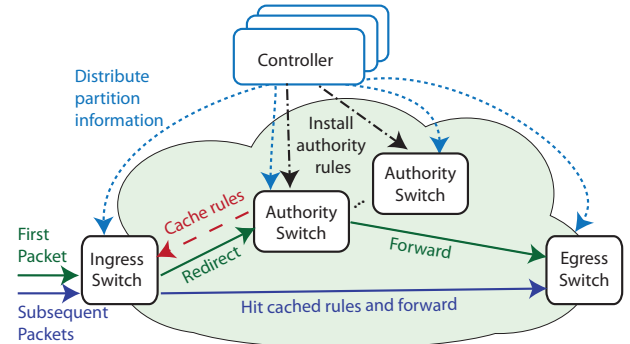 Controller
Distribute
partition
information
Install
authority
rules
Authority
Switch
Cache rules
Authority
Switch
First
Packet
Ingress
Switch
Redirect
Forward
Egress
Switch
Hit cached rules and forward
Subsequent
Packets